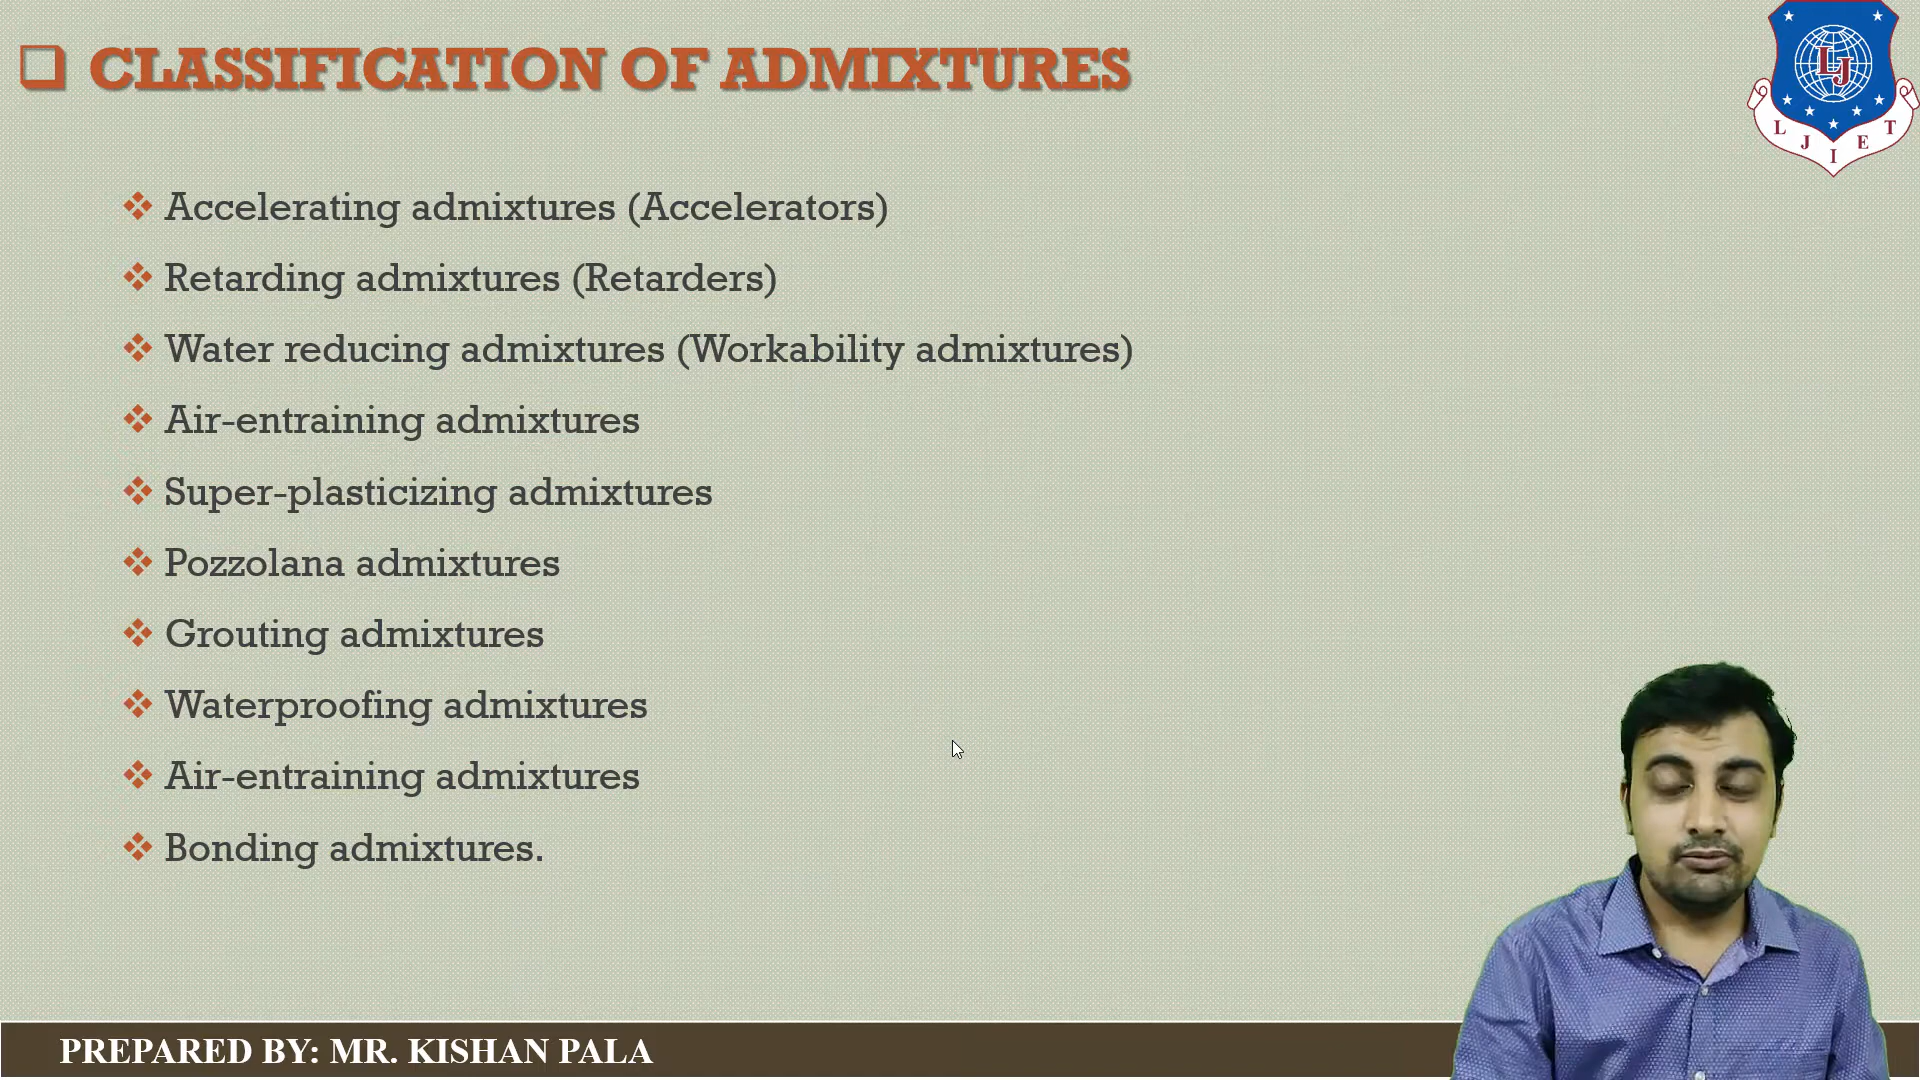 CLASSIFICATION OF ADMIXTURES
LJ
L J I E T
Accelerating admixtures (Accelerators)
Retarding admixtures (Retarders)
Water reducing admixtures (Workability admixtures)
Air-entraining admixtures
Super-plasticizing admixtures
Pozzolana admixtures
Grouting admixtures
Waterproofing admixtures
Air-entraining admixtures
Bonding admixtures.
PREPARED BY: MR. KISHAN PALA